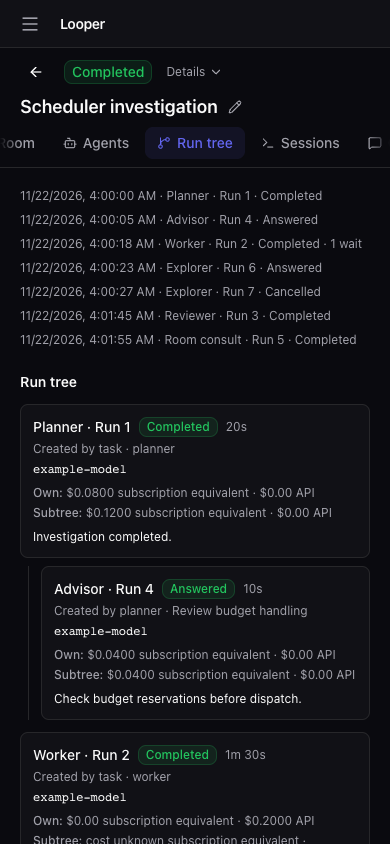 Looper
Completed Details
Scheduler investigation
Room Agents Run tree Sessions
11/22/2026, 4:00:00 AM · Planner · Run 1 · Completed
11/22/2026, 4:00:05 AM · Advisor · Run 4 · Answered
11/22/2026, 4:00:18 AM · Worker · Run 2 · Completed · 1 wait
11/22/2026, 4:00:23 AM · Explorer · Run 6 · Answered
11/22/2026, 4:00:27 AM · Explorer · Run 7 · Cancelled
11/22/2026, 4:01:45 AM · Reviewer · Run 3 · Completed
11/22/2026, 4:01:55 AM · Room consult · Run 5 · Completed
Run tree
Planner · Run 1 Completed 20s
Created by task · planner
example-model
Own: $0.0800 subscription equivalent · $0.00 API
Subtree: $0.1200 subscription equivalent · $0.00 API
Investigation completed.
Advisor · Run 4 Answered 10s
Created by planner · Review budget handling
example-model
Own: $0.0400 subscription equivalent · $0.00 API
Subtree: $0.0400 subscription equivalent · $0.00 API
Check budget reservations before dispatch.
Worker · Run 2 Completed 1m 30s
Created by task · worker
example-model
Own: $0.00 subscription equivalent · $0.2000 API
Subtree: cost unknown subscription equivalent ·